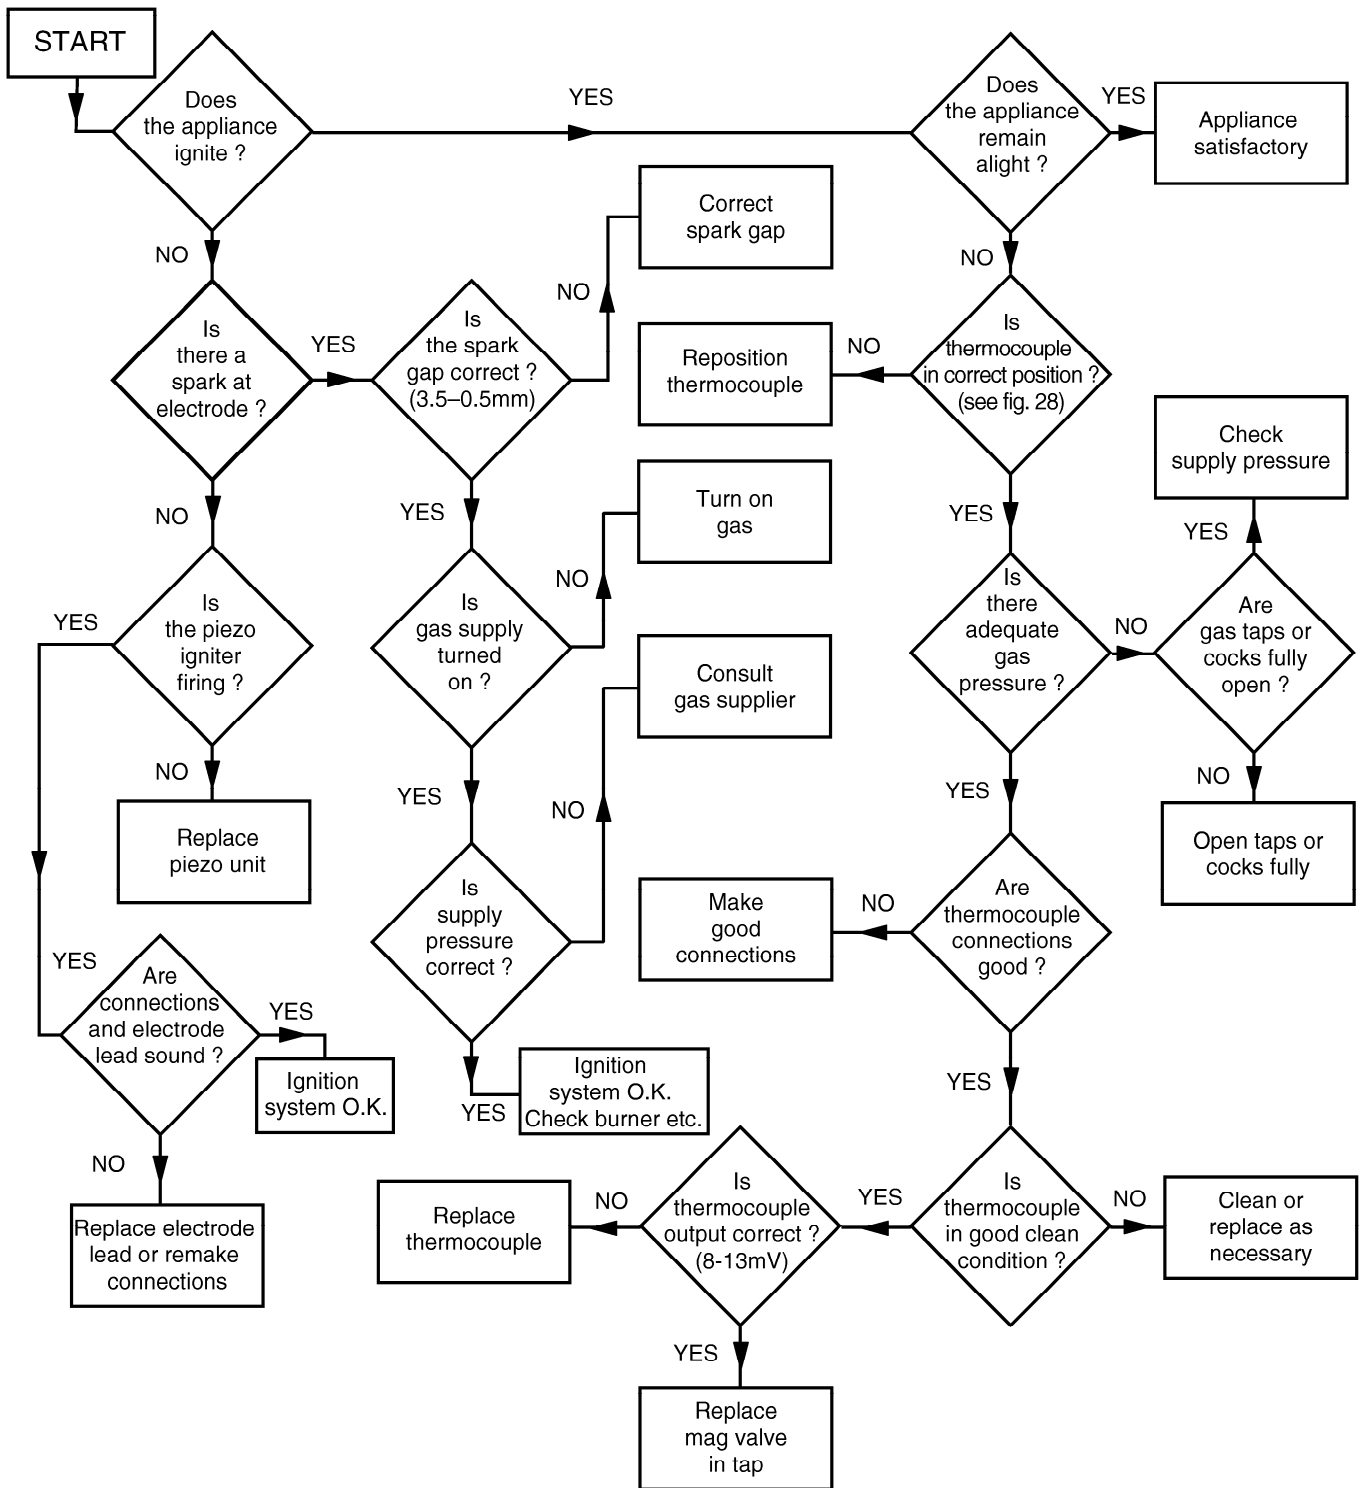 START
Does
the appliance
ignite ?
YES
Does
the appliance
remain
alight ?
YES
Appliance
satisfactory
NO
Correct
spark gap
NO
NO
Is
there a
spark at
electrode ?
YES
Is
the spark
gap correct ?
(3.5–0.5mm)
Reposition
thermocouple
NO
Is
thermocouple
in correct position ?
(see fig. 28)
Check
supply pressure
NO
YES
Turn on
gas
YES
YES
YES
Is
the piezo
igniter
firing ?
Is
gas supply
turned
on ?
NO
Is
there
adequate
gas
pressure ?
NO
Are
gas taps or
cocks fully
open ?
Consult
gas supplier
NO
Replace
piezo unit
YES
NO
YES
NO
Open taps or
cocks fully
Is
supply
pressure
correct ?
Make
good
connections
NO
Are
thermocouple
connections
good ?
YES
Are
connections
and electrode
lead sound ?
YES
Ignition
system O.K.
YES
Ignition
system O.K.
Check burner etc.
YES
NO
Replace electrode
lead or remake
connections
Replace
thermocouple
NO
Is
thermocouple
output correct ?
(8-13mV)
YES
Is
thermocouple
in good clean
condition ?
NO
Clean or
replace as
necessary
YES
Replace
mag valve
in tap